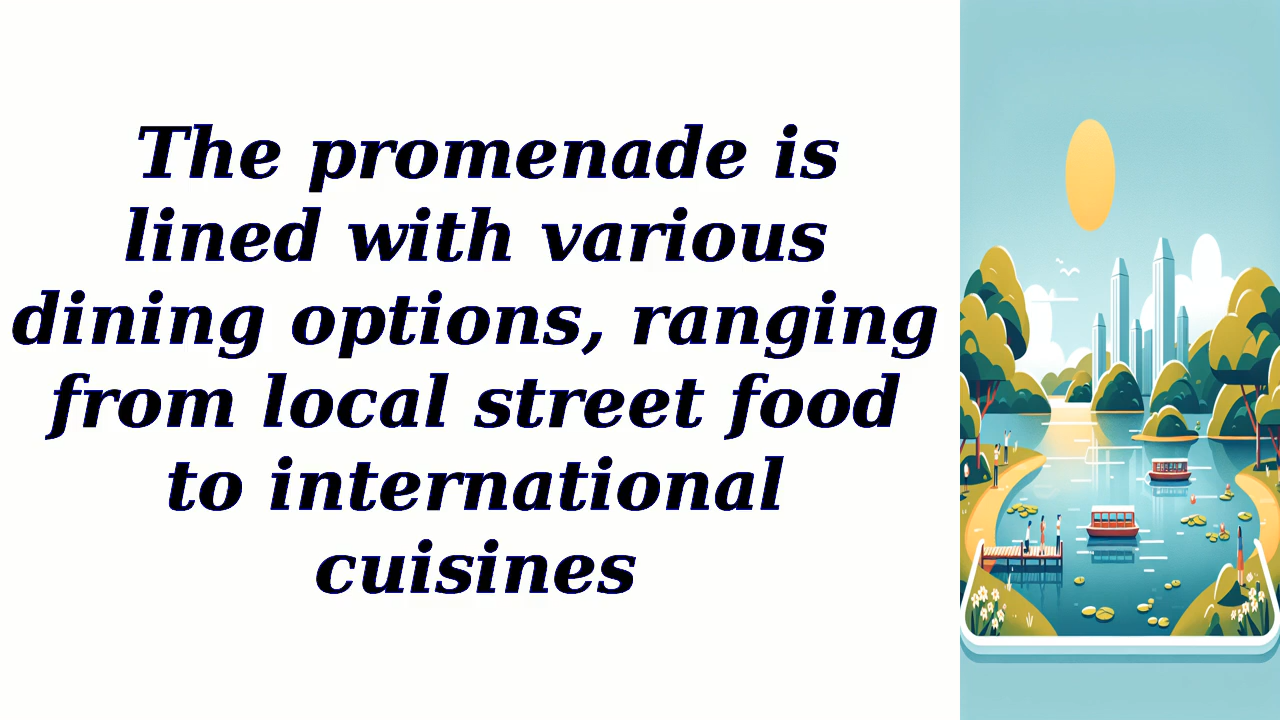 The promenade is
lined with various
dining options, ranging
from local street food
to international
cuisines